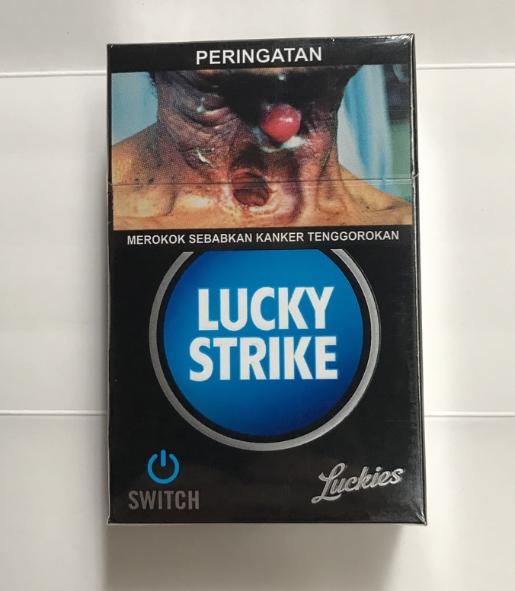 PERINGATAN
MEROKOK SEBABKAN KANKER TENGGOROKAN
LUCKY
STRIKE
SWITCH
Luckies